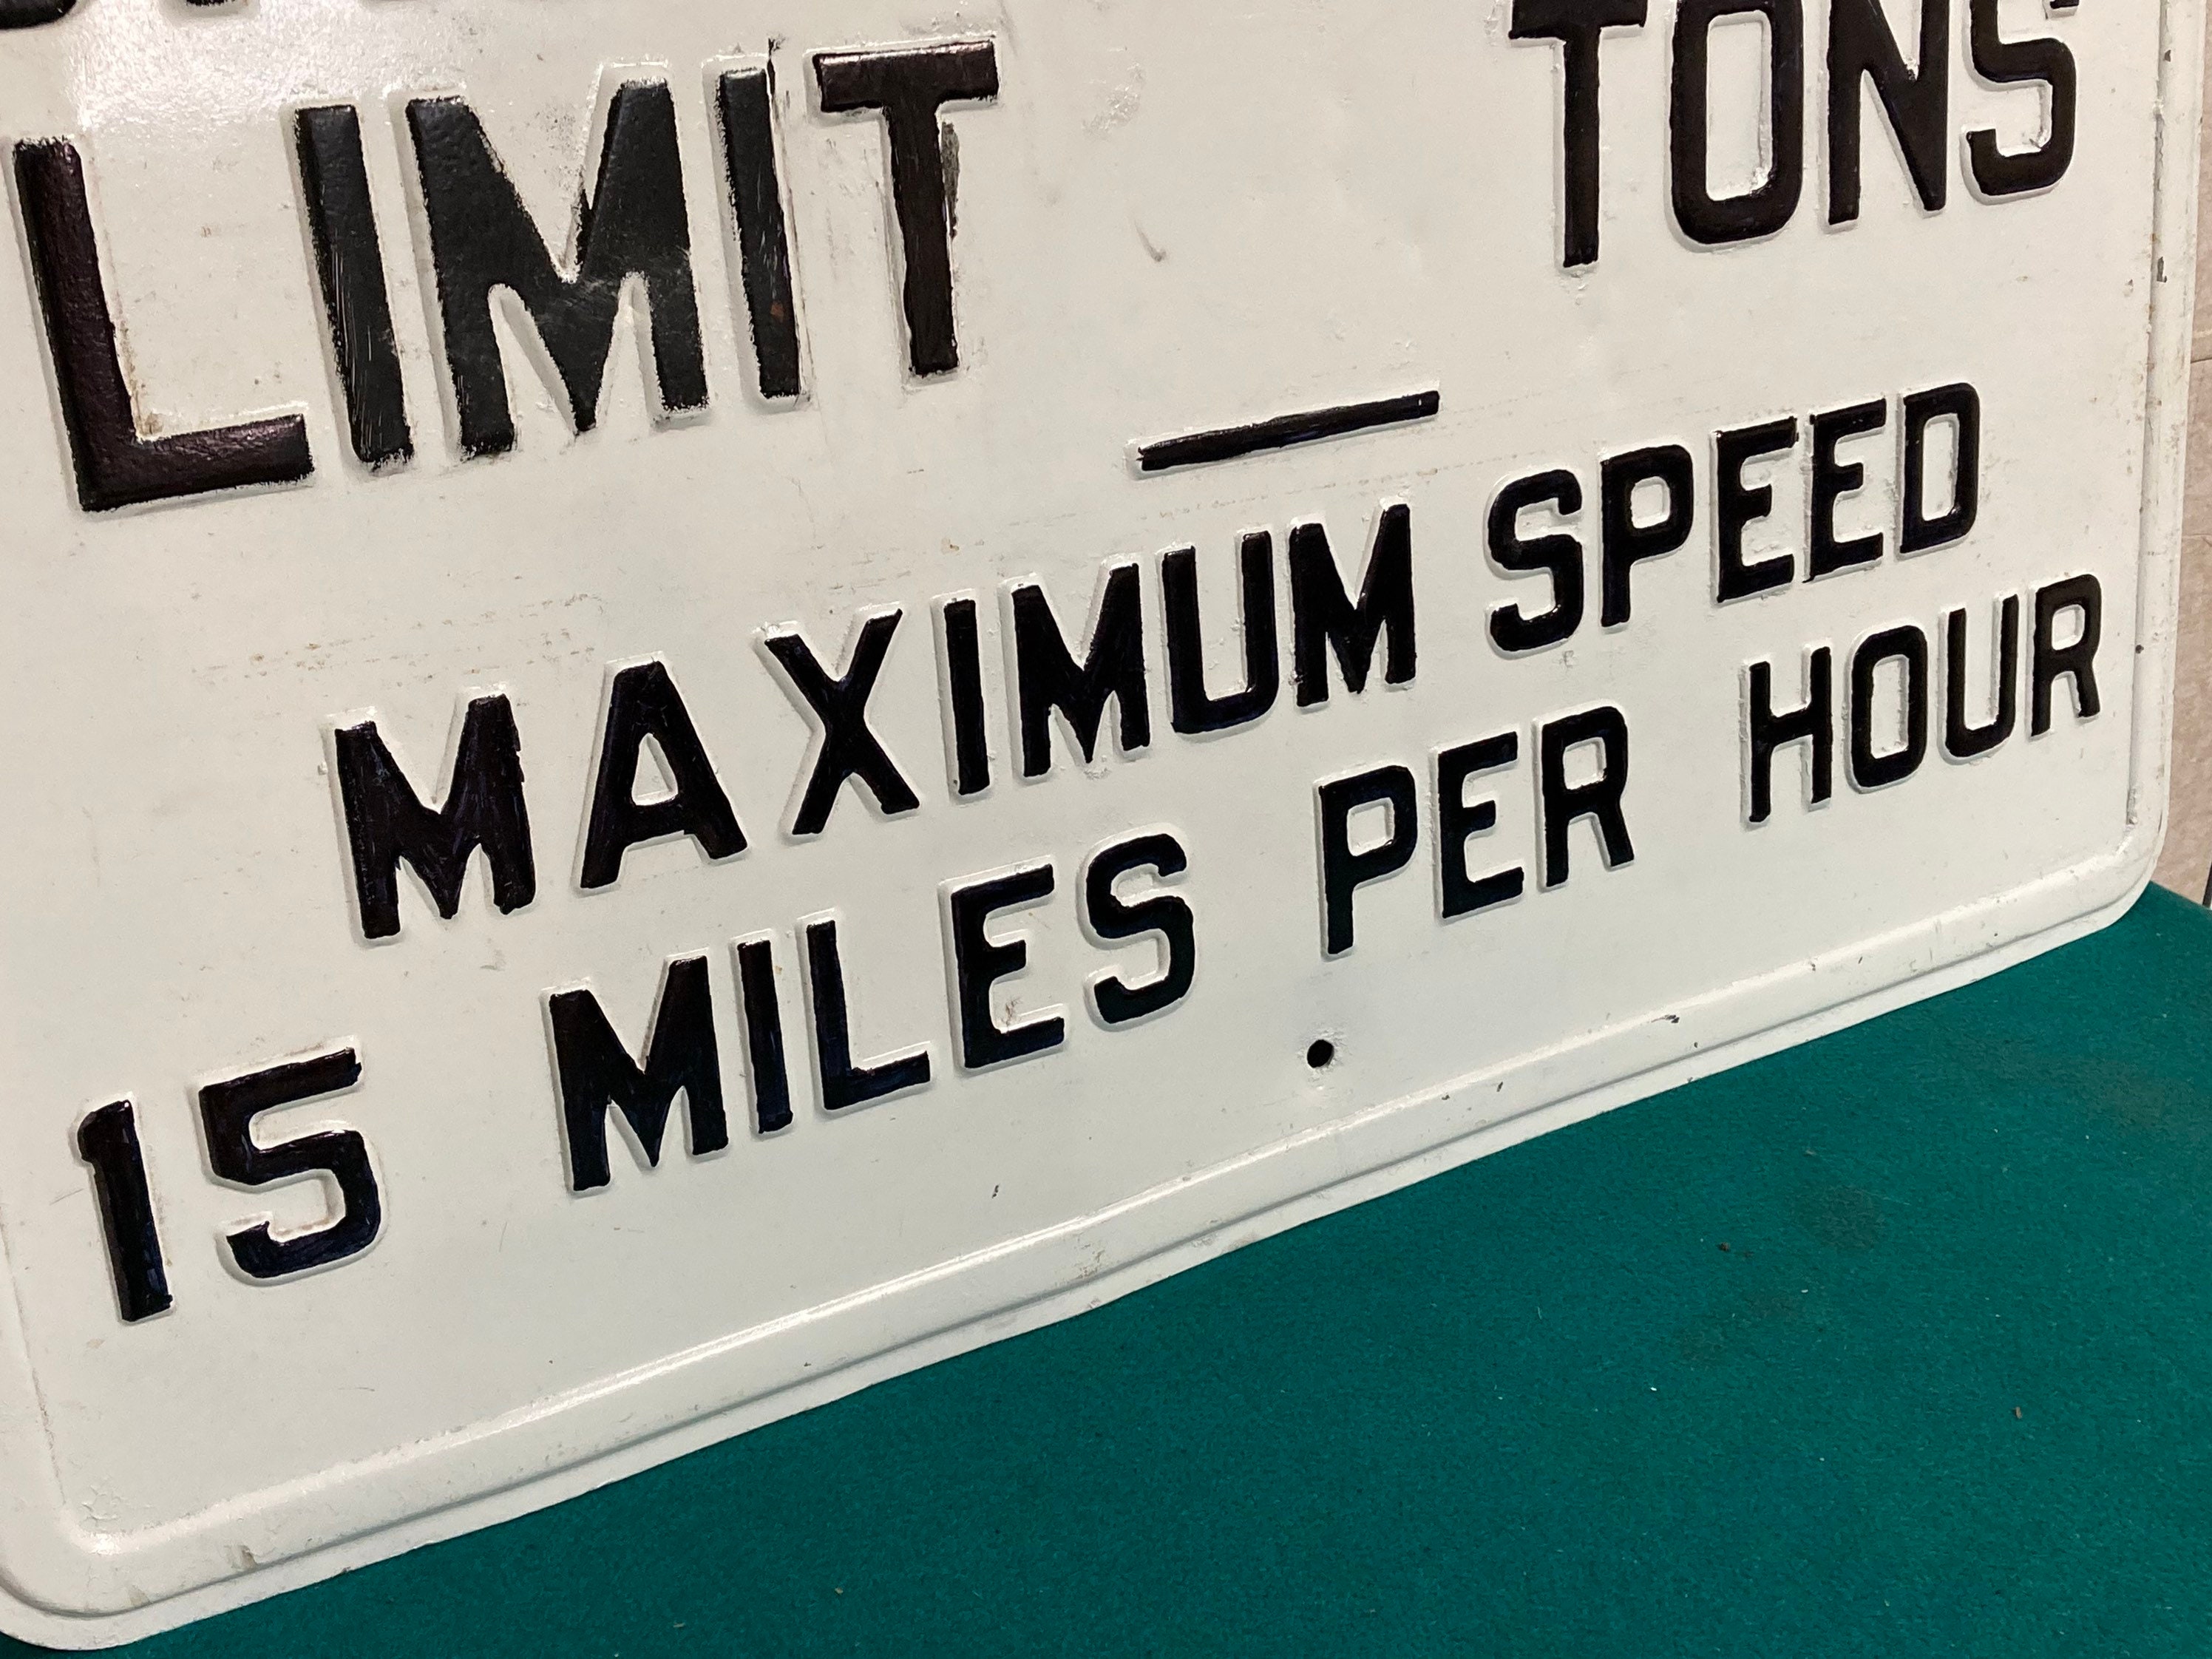 LIMIT TONS
MAXIMUM SPEED
15 MILES PER HOUR